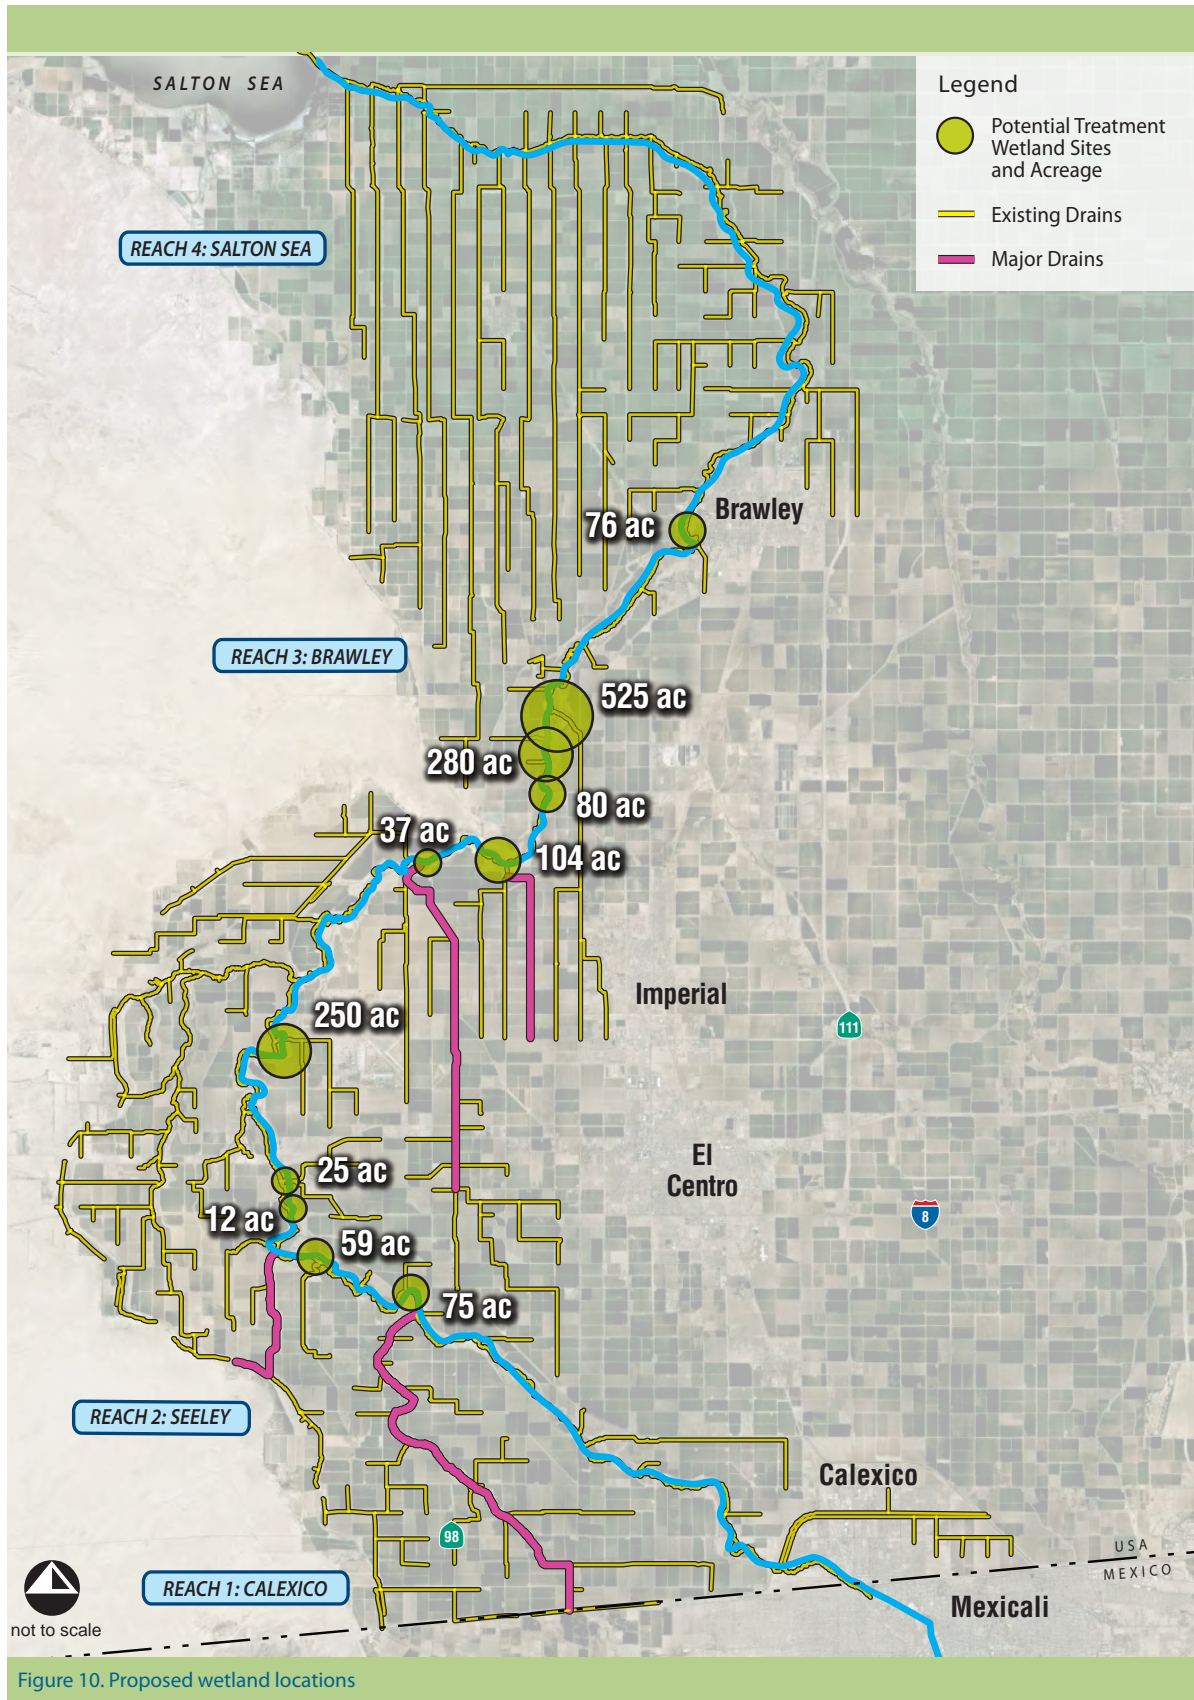 SALTON SEA
Legend
Potential Treatment
Wetland Sites
and Acreage
Existing Drains
Major Drains
REACH 4: SALTON SEA
Brawley
76 ac
REACH 3: BRAWLEY
525 ac
280 ac
80 ac
37 ac
104 ac
Imperial
250 ac
111
El
Centro
25 ac
12 ac
8
59 ac
75 ac
REACH 2: SEELEY
Calexico
98
USA
MEXICO
REACH 1: CALEXICO
Mexicali
not to scale
Figure 10. Proposed wetland locations